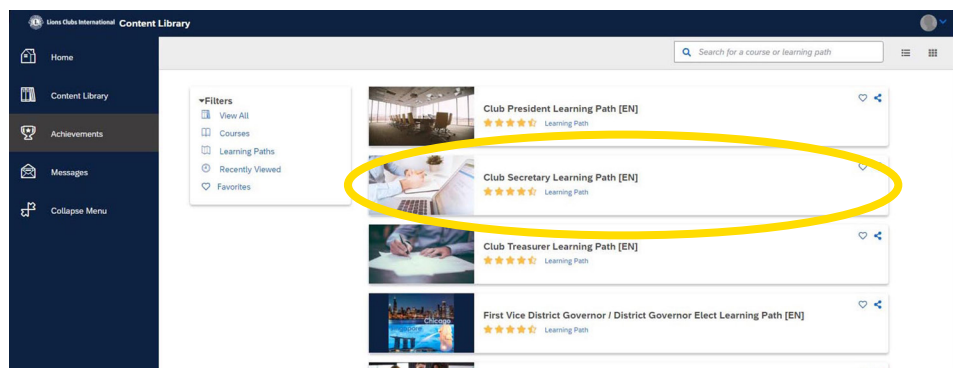 Lions Clubs International Content Library
Search for a course or learning path
Home
Content Library
Achievements
Messages
Collapse Menu
Filters
View All
Courses
Learning Paths
Recently Viewed
Favorites
Club President Learning Path [EN]
Learning Path
Club Secretary Learning Path [EN]
Learning Path
Club Treasurer Learning Path [EN]
Learning Path
Chicago
First Vice District Governor / District Governor Elect Learning Path [EN]
Learning Path